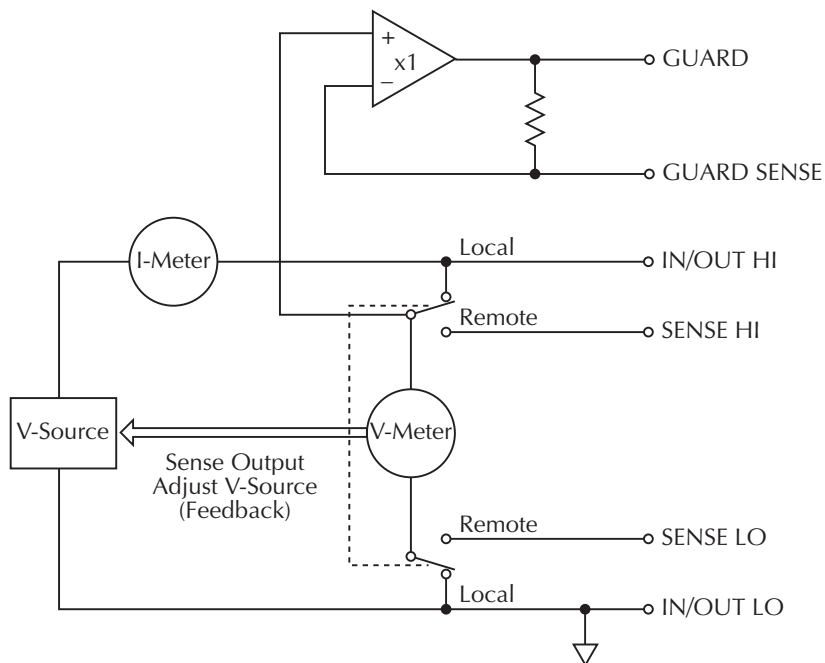 +
x1
−
GUARD
GUARD SENSE
I-Meter
Local
IN/OUT HI
Remote
SENSE HI
V-Source
V-Meter
Sense Output
Adjust V-Source
(Feedback)
Remote
SENSE LO
Local
IN/OUT LO